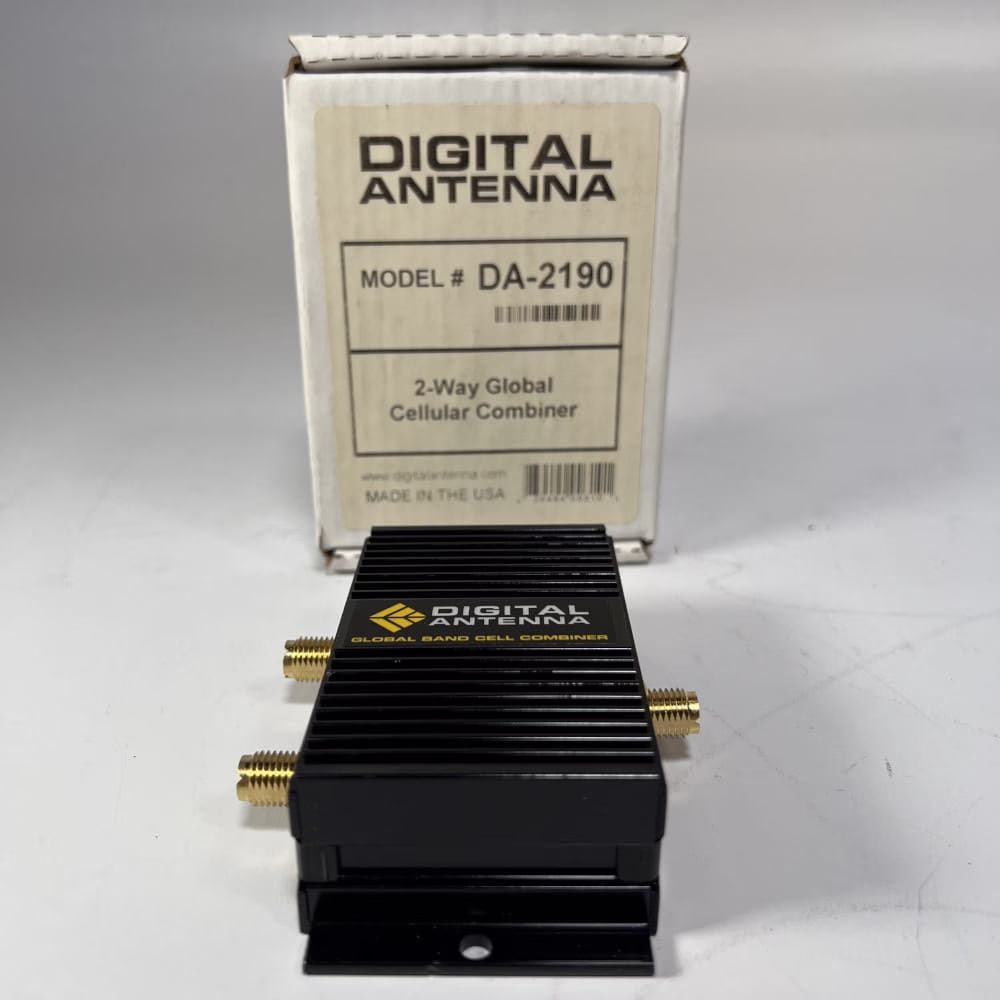 DIGITAL
ANTENNA
MODEL # DA-2190
2-Way Global
Cellular Combiner
www.digitalantenna.com
MADE IN THE USA
DIGITAL
ANTENNA
GLOBAL BAND CELL COMBINER